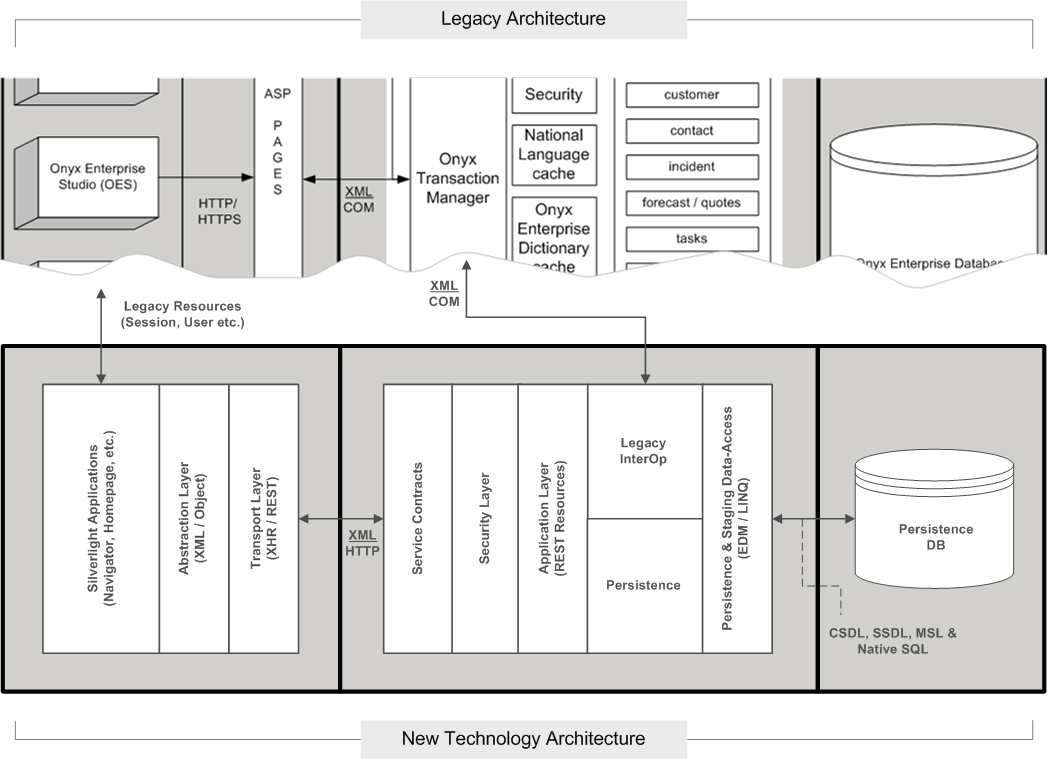 Legacy Architecture
ASP
P
A
G
E
S
Onyx Enterprise
Studio (OES)
HTTP/
HTTPS
XML
COM
Onyx
Transaction
Manager
Security
National
Language
cache
Onyx
Enterprise
Dictionary
cache
customer
contact
incident
forecast / quotes
tasks
Onyx Enterprise Databa
XML
COM
Legacy Resources
(Session, User etc.)
Silverlight Applications
(Navigator, Homepage, etc.)
Abstraction Layer
(XML / Object)
Transport Layer
(XHR / REST)
XML
HTTP
Service Contracts
Security Layer
Application Layer
(REST Resources)
Legacy
InterOp
Persistence
Persistence & Staging Data-Access
(EDM / LINQ)
Persistence
DB
CSDL, SSDL, MSL &
Native SQL
New Technology Architecture